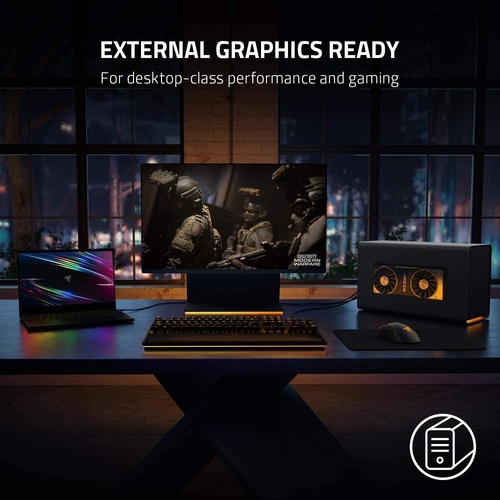 EXTERNAL GRAPHICS READY
For desktop-class performance and gaming
CALL OF DUTY
MODERN
WARFARE